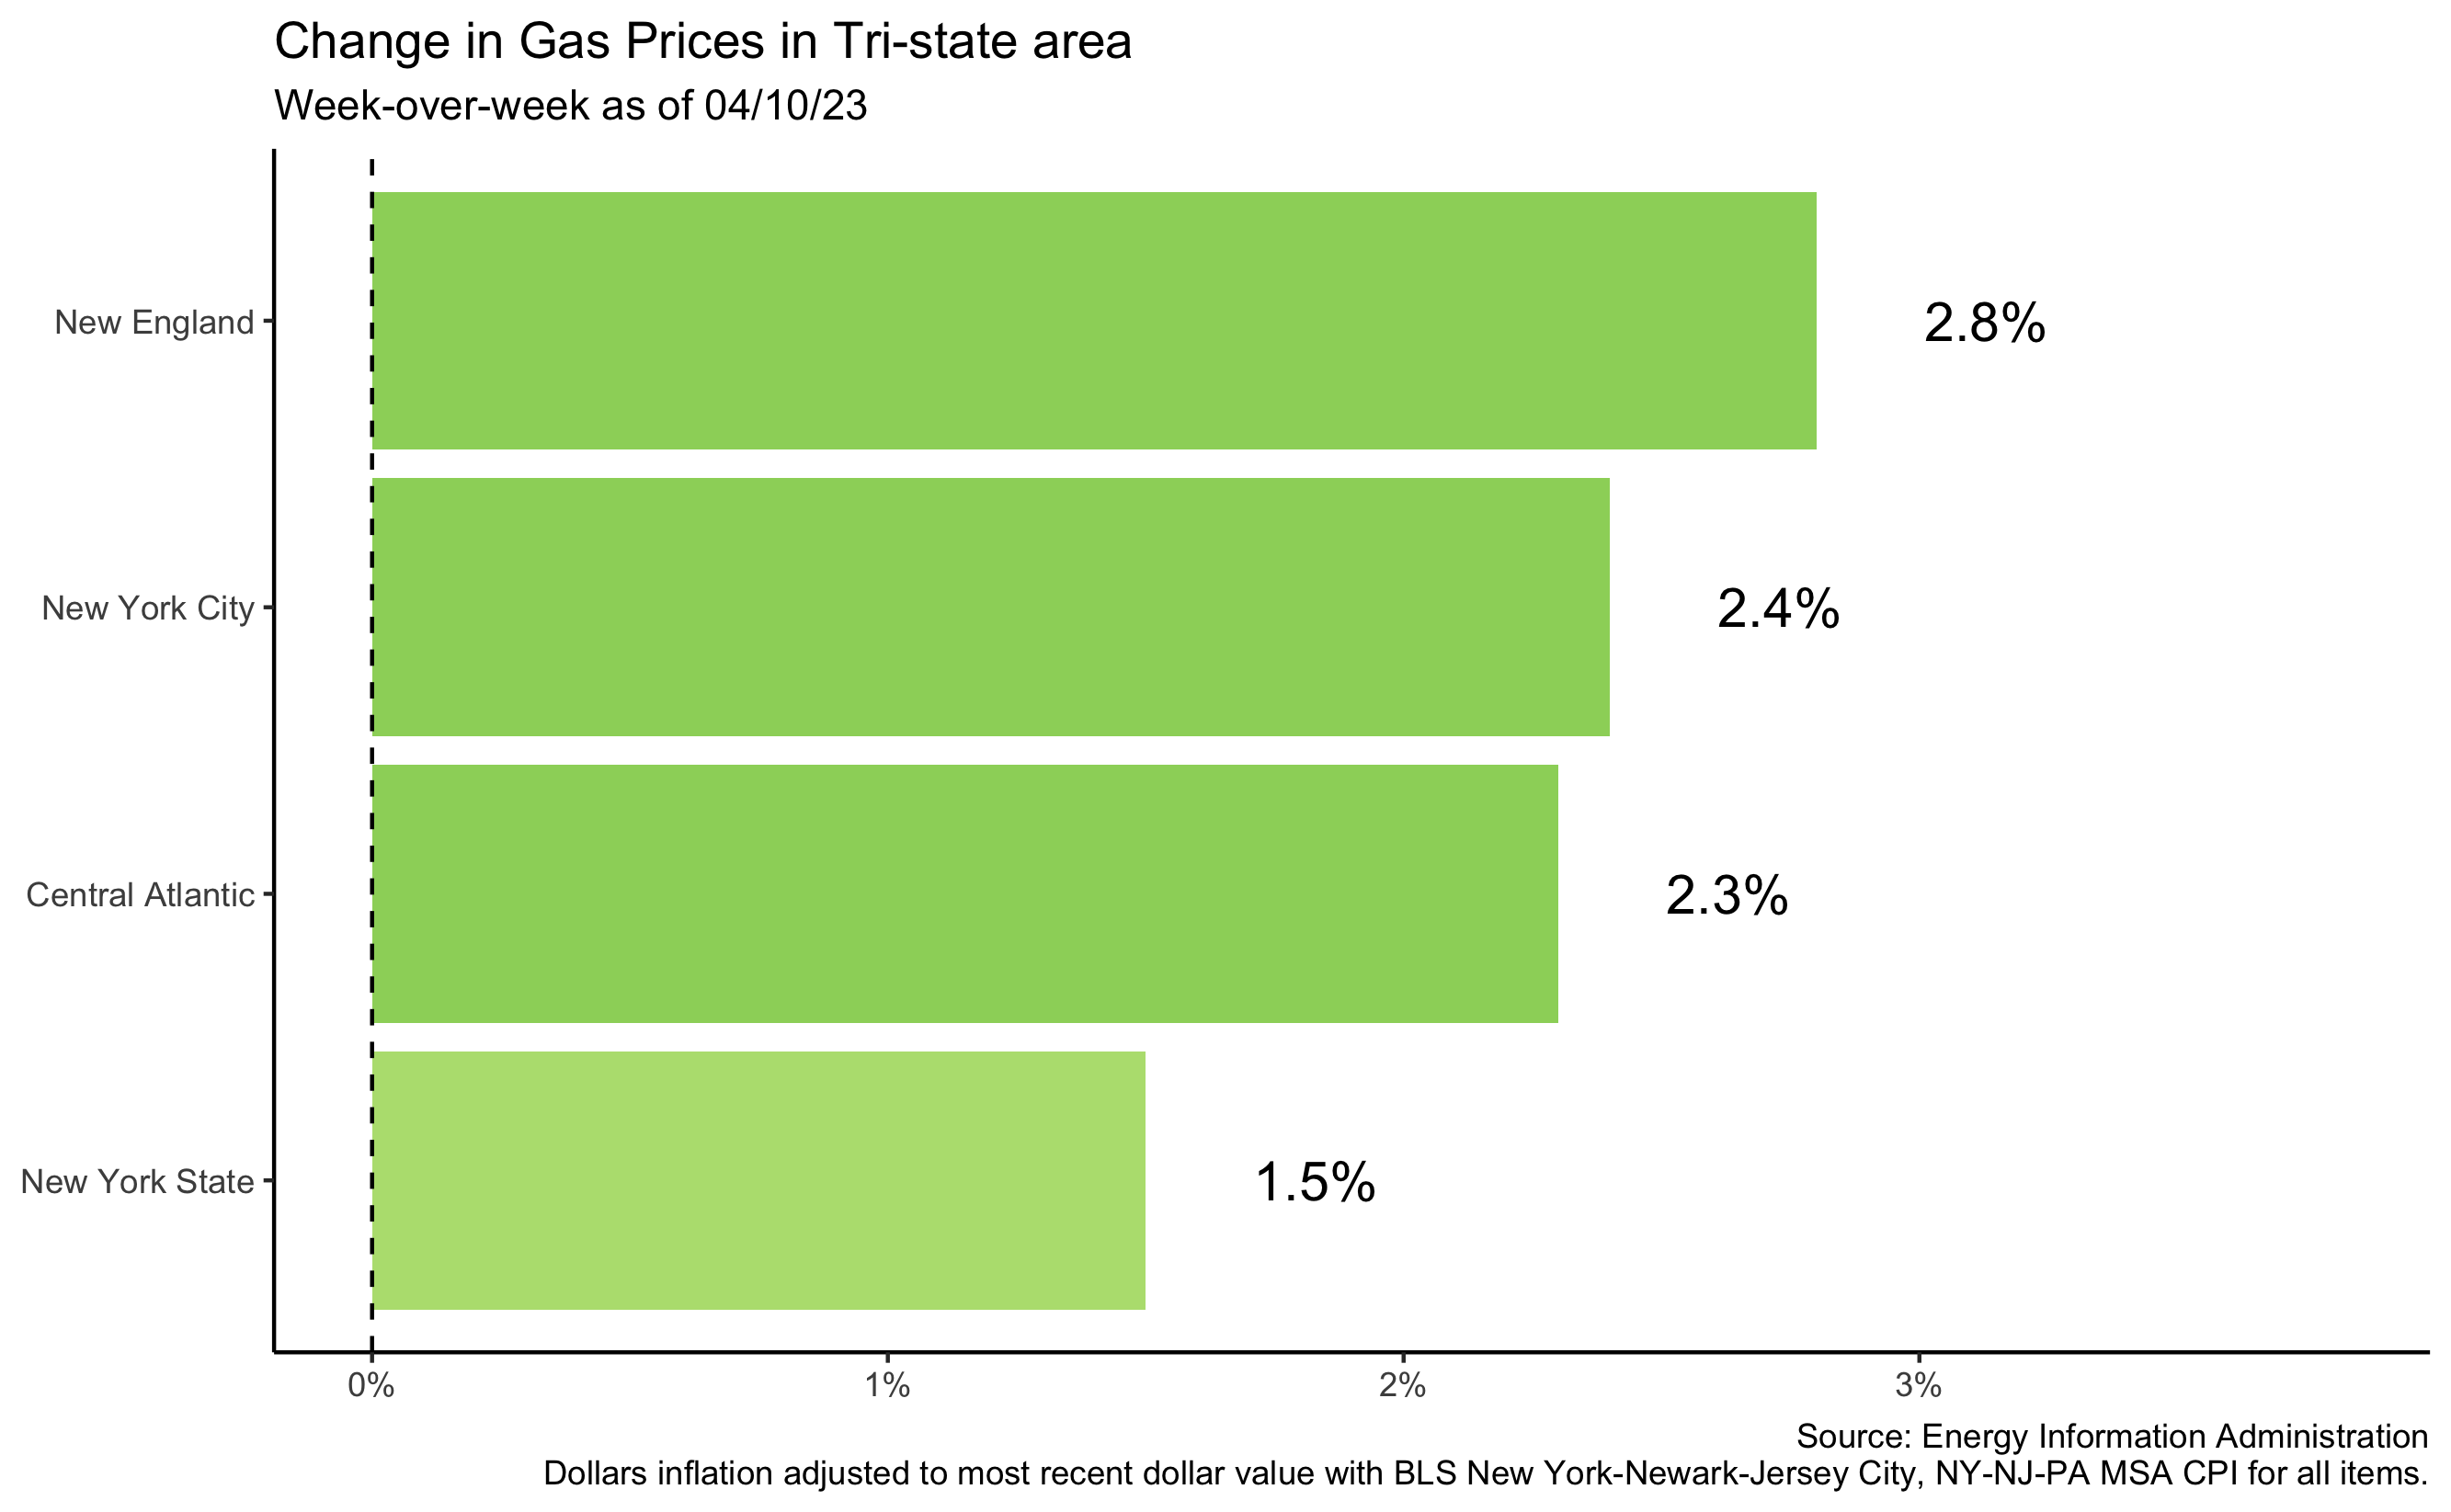 Change in Gas Prices in Tri-state area
Week-over-week as of 04/10/23
New England
2.8%
New York City
2.4%
Central Atlantic
2.3%
New York State
1.5%
0%
1%
2%
3%
Source: Energy Information Administration
Dollars inflation adjusted to most recent dollar value with BLS New York-Newark-Jersey City, NY-NJ-PA MSA CPI for all items.